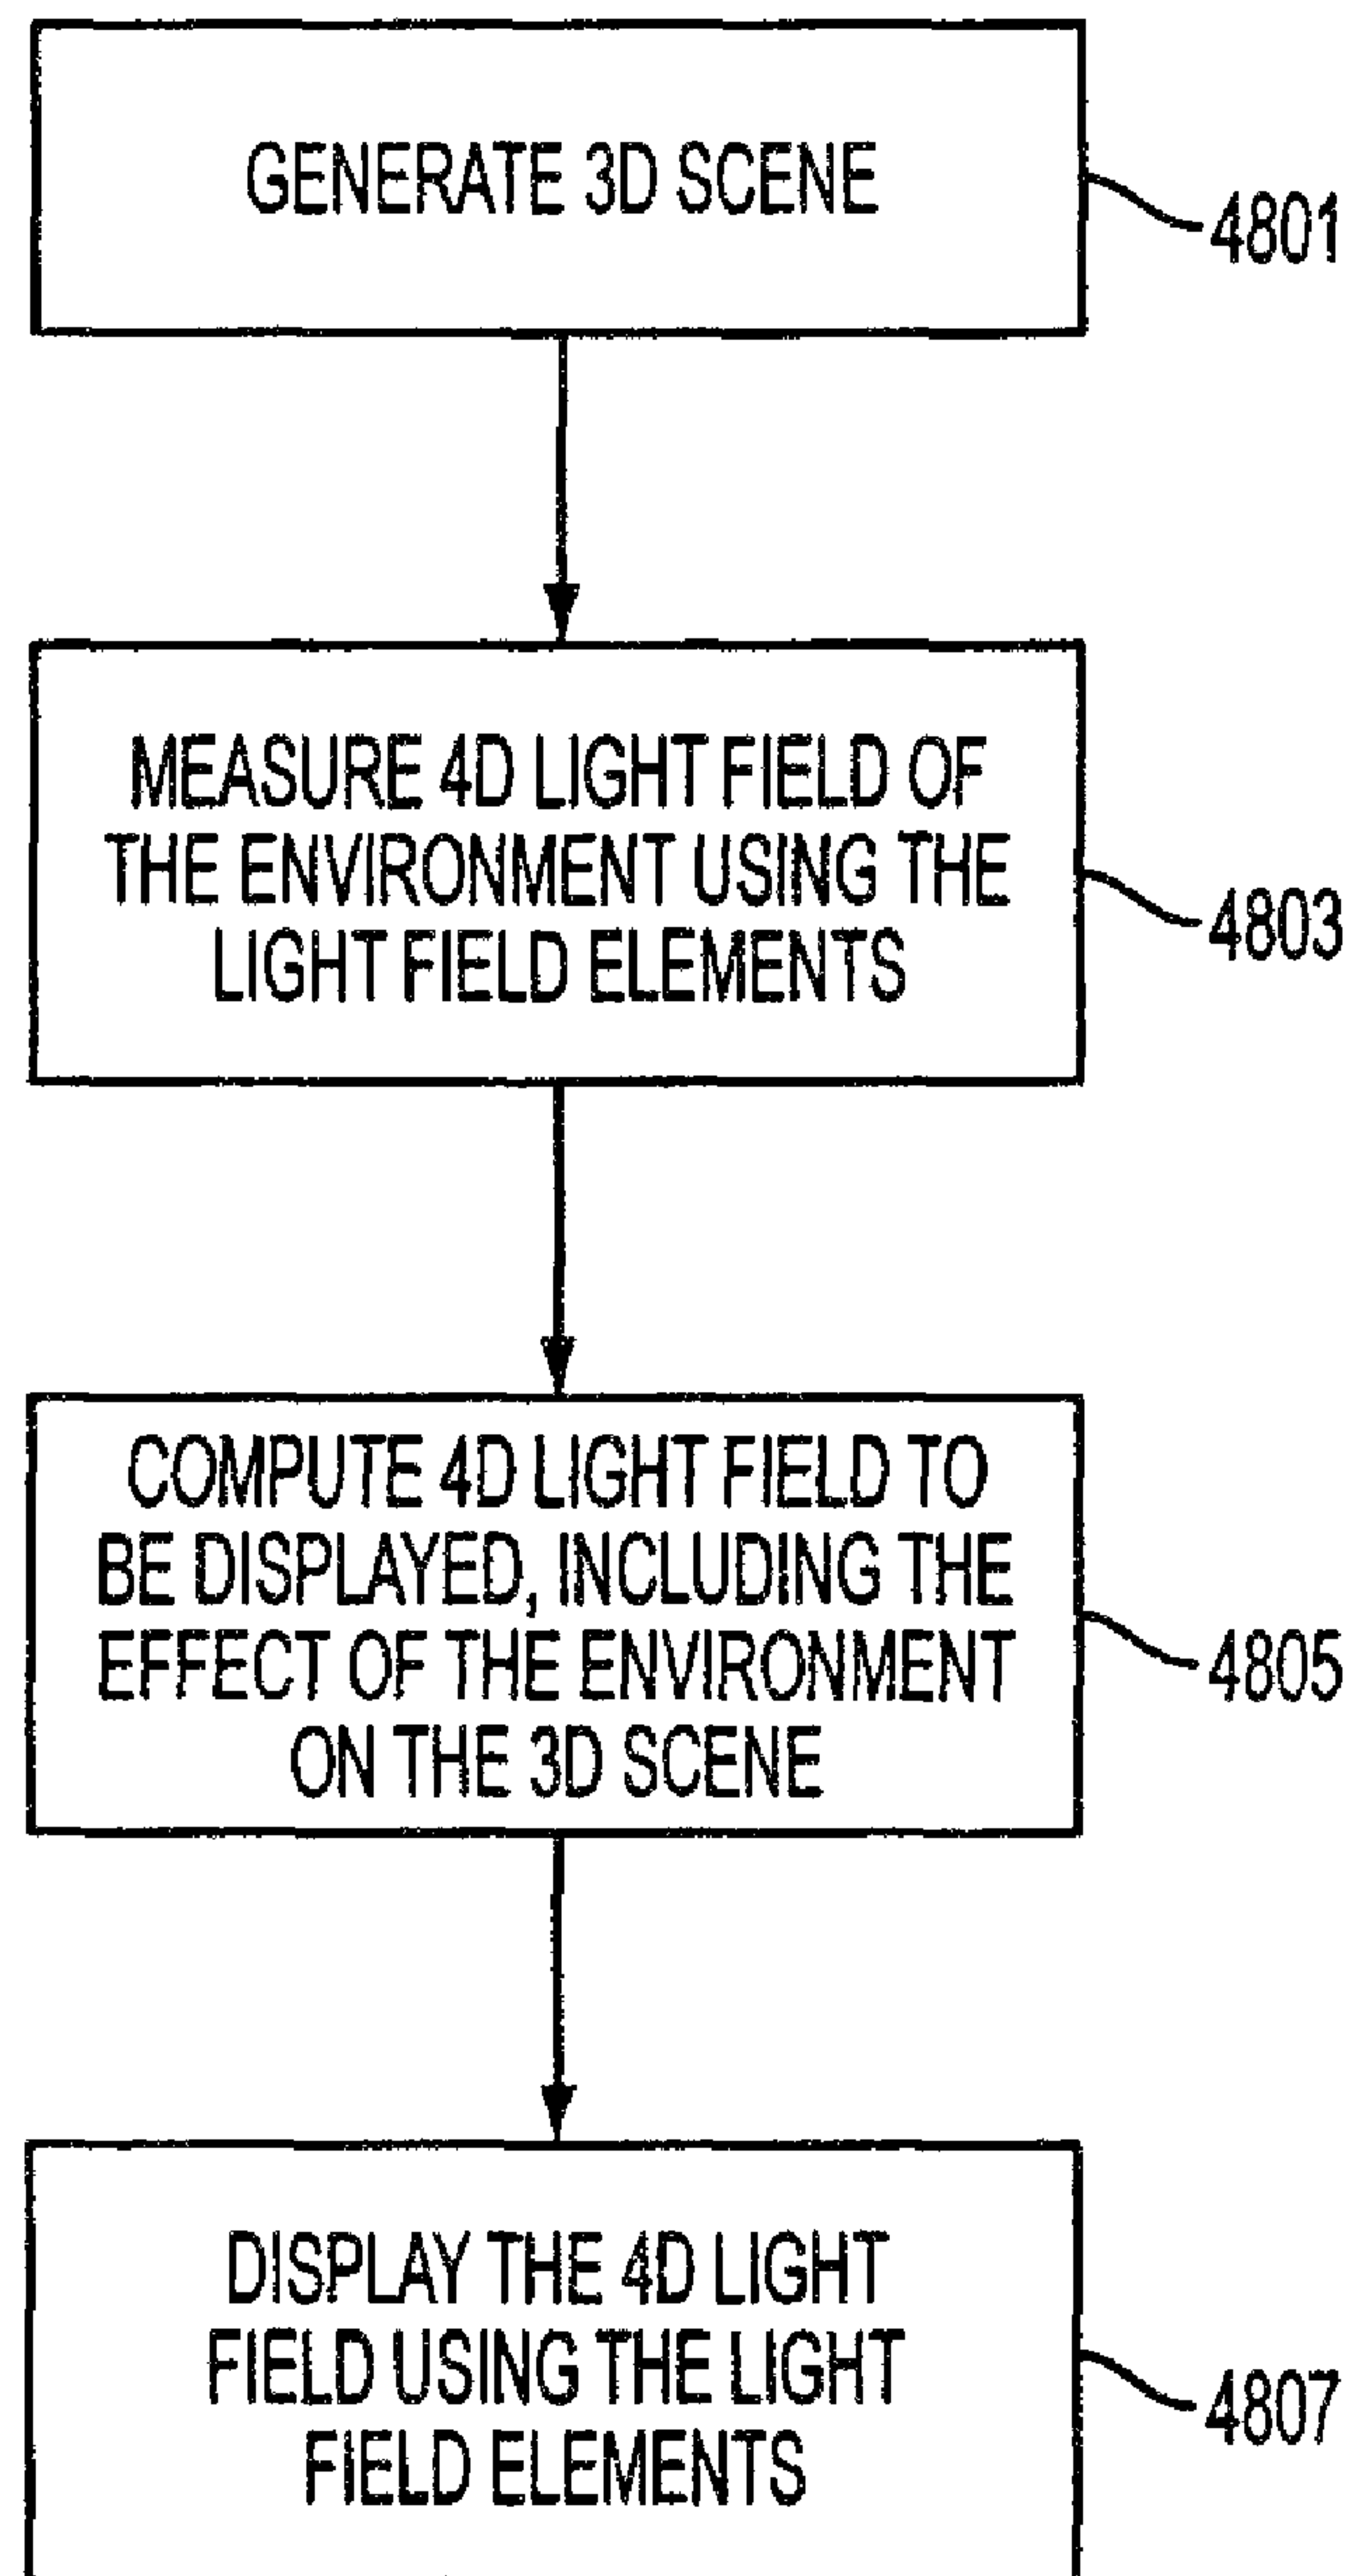 GENERATE 3D SCENE
4801
MEASURE 4D LIGHT FIELD OF
THE ENVIRONMENT USING THE
LIGHT FIELD ELEMENTS
4803
COMPUTE 4D LIGHT FIELD TO
BE DISPLAYED, INCLUDING THE
EFFECT OF THE ENVIRONMENT
ON THE 3D SCENE
4805
DISPLAY THE 4D LIGHT
FIELD USING THE LIGHT
FIELD ELEMENTS
4807